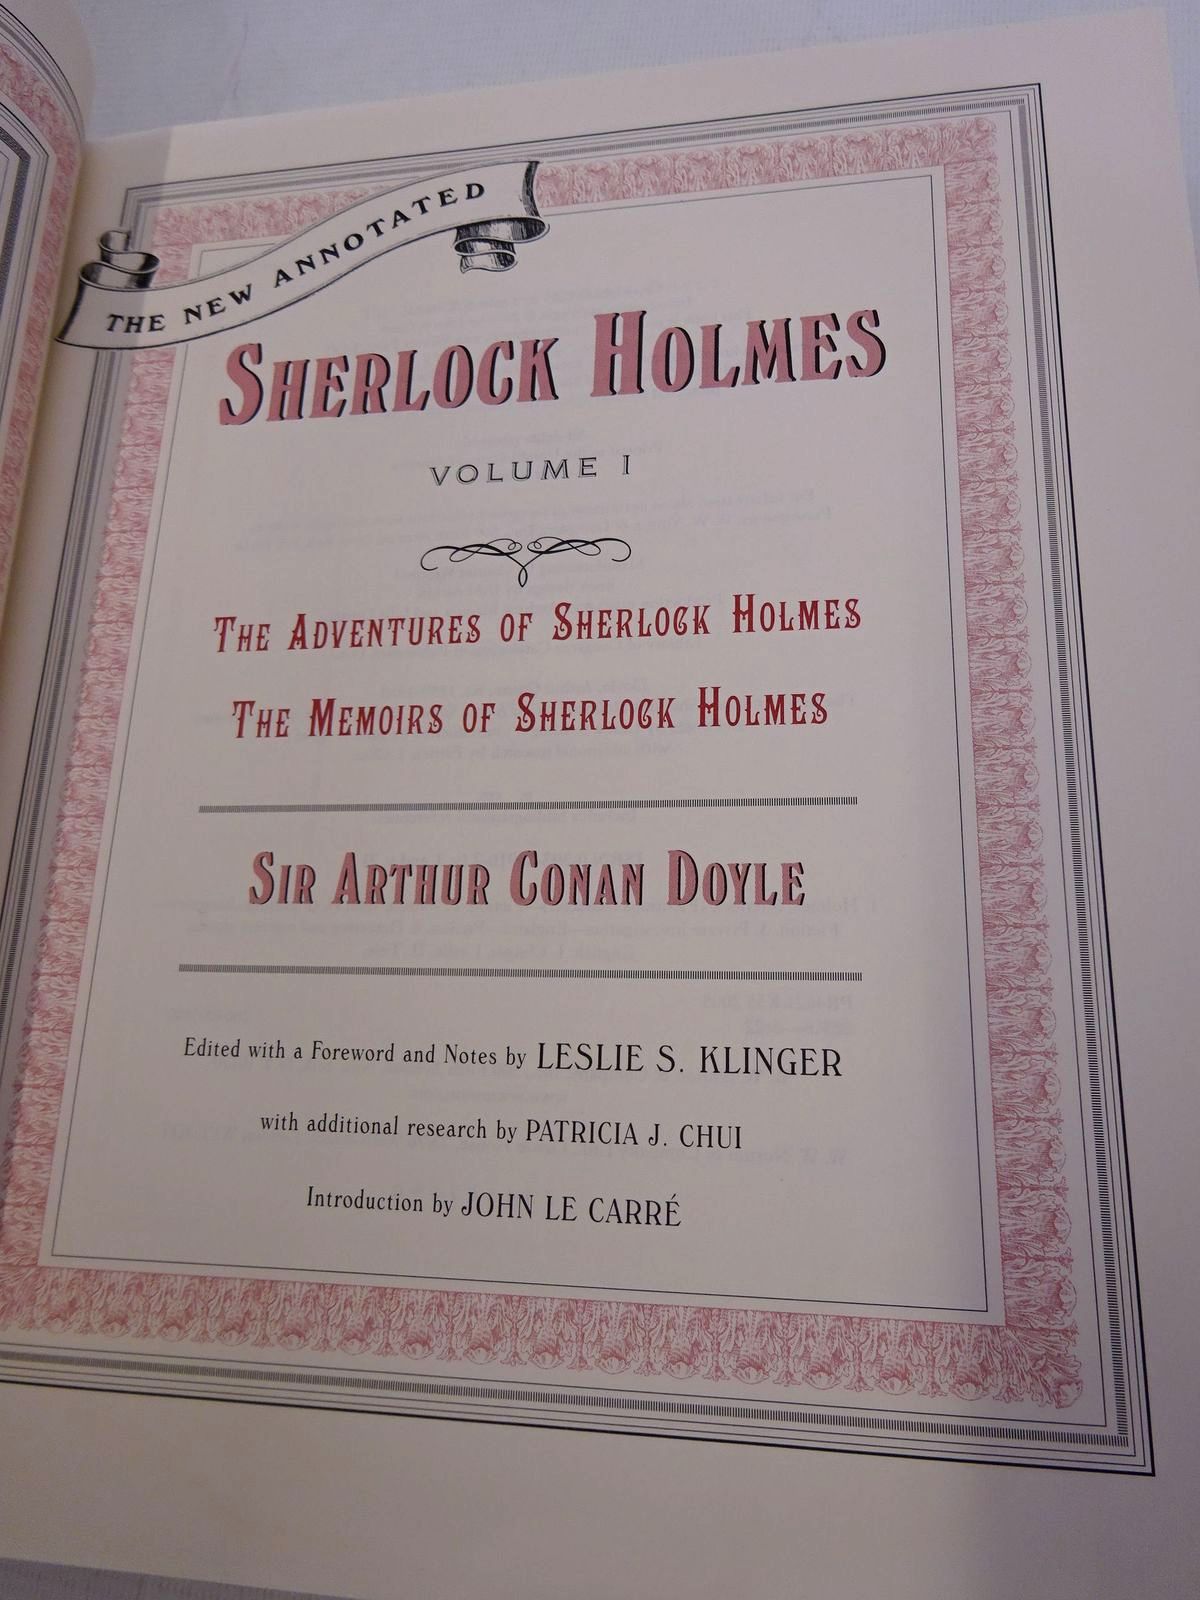 THE NEW ANNOTATED
SHERLOCK HOLMES
VOLUME I
THE ADVENTURES OF SHERLOCK HOLMES
THE MEMOIRS OF SHERLOCK HOLMES
SIR ARTHUR CONAN DOYLE
Edited with a Foreword and Notes by LESLIE S. KLINGER
with additional research by PATRICIA J. CHUI
Introduction by JOHN LE CARRÉ